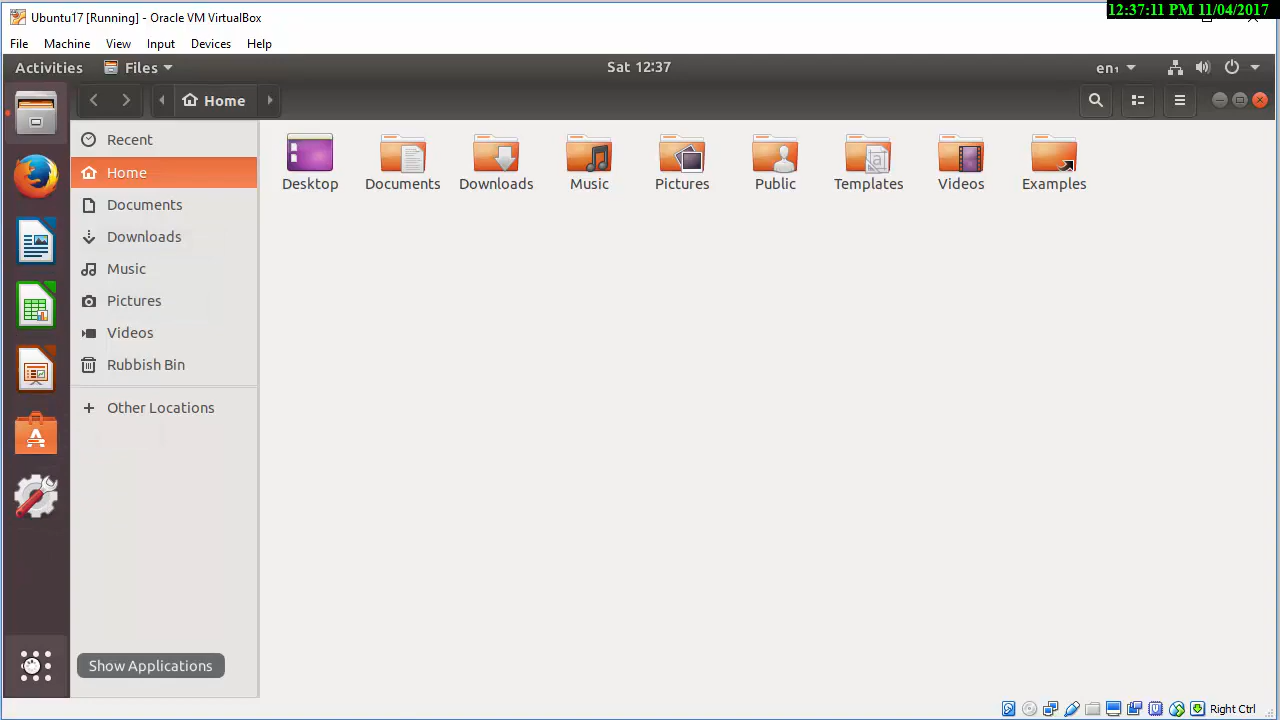 Ubuntu17 [Running] - Oracle VM VirtualBox
12:37:11 PM 11/04/2017
File Machine View Input Devices Help
Activities Files Sat 12:37 en₁
Home
Recent
Home
Documents
Downloads
Music
Pictures
Videos
Rubbish Bin
Other Locations
Desktop Documents Downloads Music Pictures Public Templates Videos Examples
Show Applications
Right Ctrl